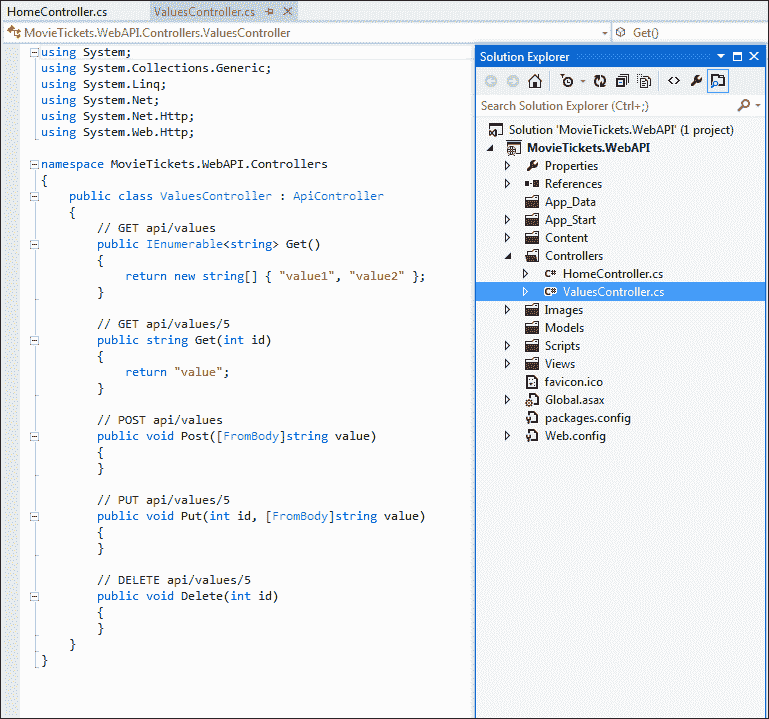 HomeController.cs
ValuesController.cs
MovieTickets.WebAPI.Controllers.ValuesController
Get()
using System;
using System.Collections.Generic;
using System.Linq;
using System.Net;
using System.Net.Http;
using System.Web.Http;
namespace MovieTickets.WebAPI.Controllers
{
public class ValuesController : ApiController
{
// GET api/values
public IEnumerable<string> Get()
{
return new string[] { "value1", "value2" };
}
// GET api/values/5
public string Get(int id)
{
return "value";
}
// POST api/values
public void Post([FromBody]string value)
{
}
// PUT api/values/5
public void Put(int id, [FromBody]string value)
{
}
// DELETE api/values/5
public void Delete(int id)
{
}
}
}
Solution Explorer
Search Solution Explorer (Ctrl+;)
Solution 'MovieTickets.WebAPI' (1 project)
MovieTickets.WebAPI
Properties
References
App_Data
App_Start
Content
Controllers
C# HomeController.cs
C# ValuesController.cs
Images
Models
Scripts
Views
favicon.ico
Global.asax
packages.config
Web.config